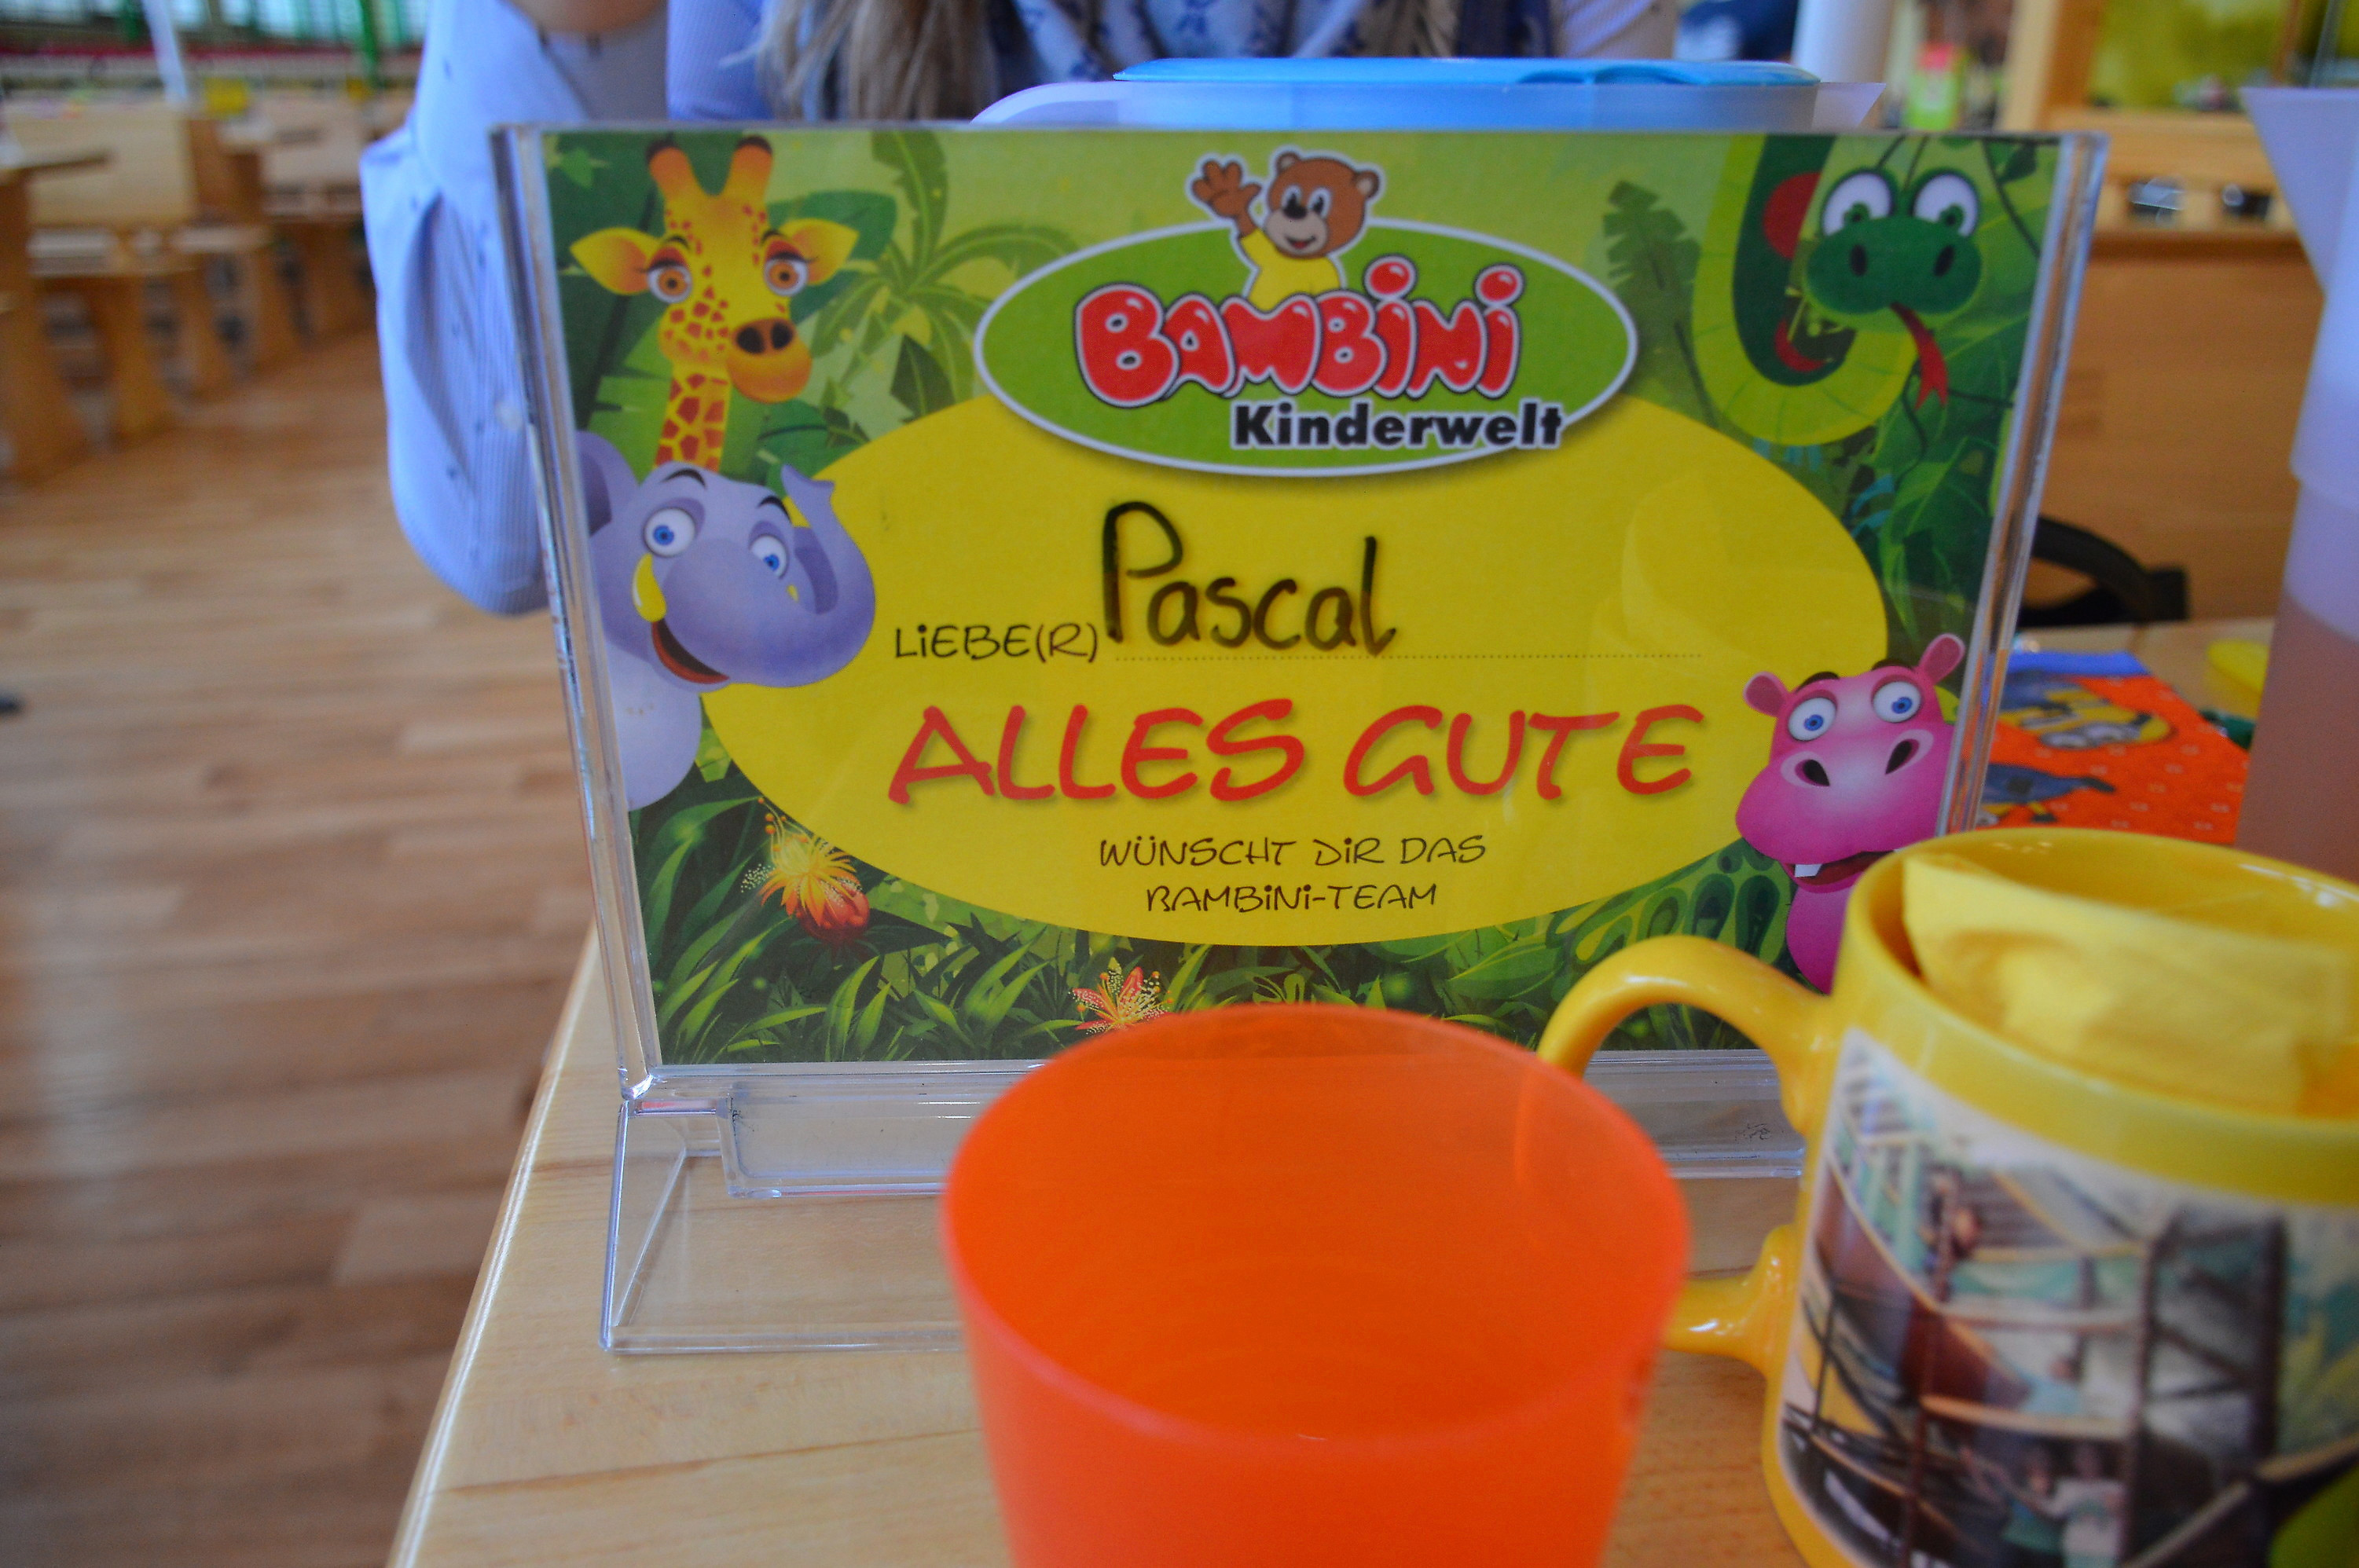 BAMBiNi
Kinderwelt
LiEBE(R) Pascal
ALLES GUTE
WÜNSCHT DiR DAS
BAMBiNi-TEAM